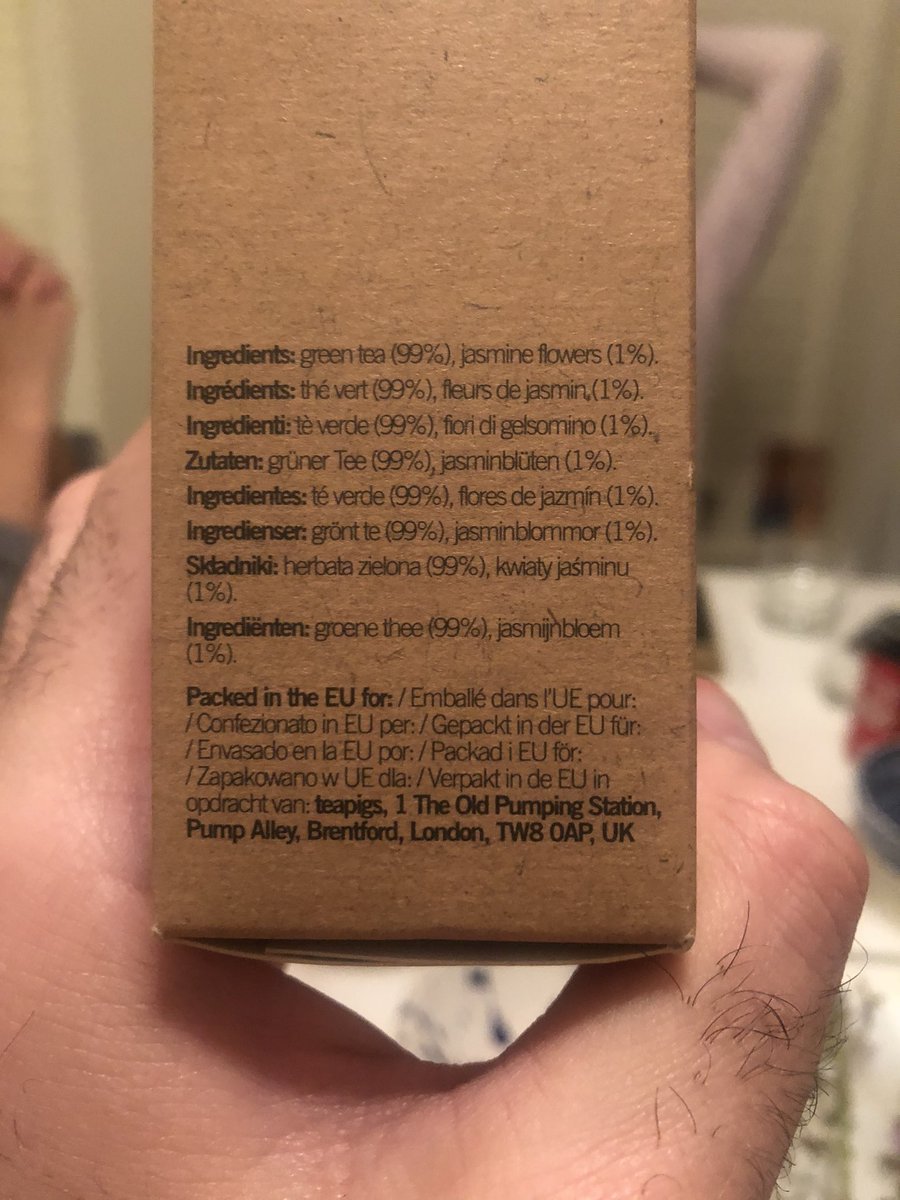 Ingredients: green tea (99%), jasmine flowers (1%).
Ingrédients: thé vert (99%), fleurs de jasmin,(1%).
Ingredienti: tè verde (99%), fiori di gelsomino (1%).
Zutaten: grüner Tee (99%), jasminblüten (1%).
Ingredientes: té verde (99%), flores de jazmín (1%).
Ingredienser: grönt te (99%), jasminblommor (1%).
Składniki: herbata zielona (99%), kwiaty jaśminu
(1%).
Ingrediënten: groene thee (99%), jasmijnbloem
(1%).
Packed in the EU for: / Emballé dans l'UE pour:
/ Confezionato in EU per: / Gepackt in der EU für:
/ Envasado en la EU por: / Packad i EU för:
/ Zapakowano w UE dla: / Verpakt in de EU in
opdracht van: teapigs, 1 The Old Pumping Station,
Pump Alley, Brentford, London, TW8 0AP, UK